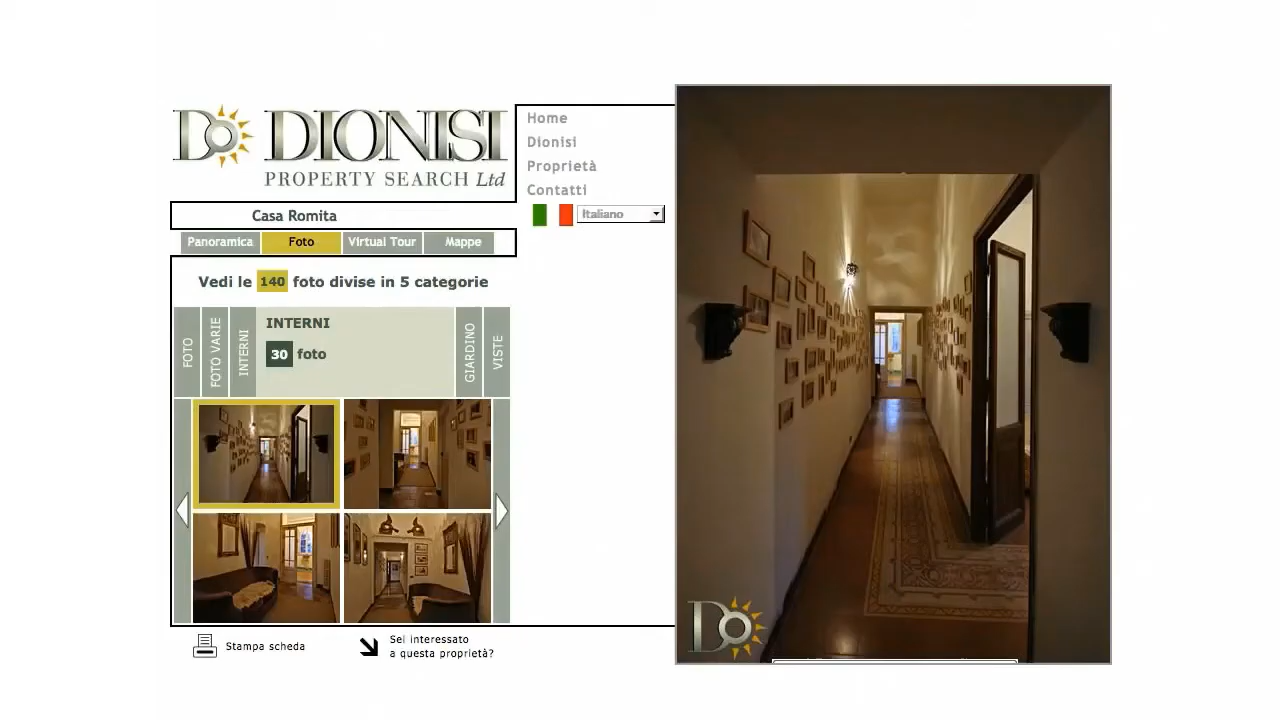 Do DIONISI
PROPERTY SEARCH Ltd
Home
Dionisi
Proprietà
Contatti
Italiano
Casa Romita
Panoramica
Foto
Virtual Tour
Mappe
Vedi le 140 foto divise in 5 categorie
FOTO
FOTO VARIE
INTERNI
INTERNI
30 foto
GIARDINO
VISTE
Stampa scheda
Sei interessato
a questa proprietà?
Do